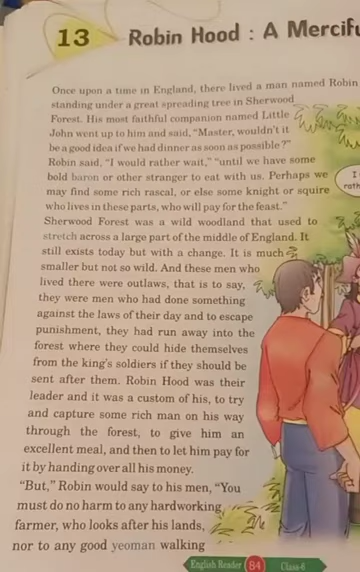 13 Robin Hood : A Mercifu
Once upon a time in England, there lived a man named Robin
standing under a great spreading tree in Sherwood
Forest. His most faithful companion named Little
John went up to him and said, “Master, wouldn't it
be a good idea if we had dinner as soon as possible?”
Robin said, “I would rather wait,” “until we have some
bold baron or other stranger to eat with us. Perhaps we
may find some rich rascal, or else some knight or squire
who lives in these parts, who will pay for the feast.”
I
rath
Sherwood Forest was a wild woodland that used to
stretch across a large part of the middle of England. It
still exists today but with a change. It is much
smaller but not so wild. And these men who
lived there were outlaws, that is to say,
they were men who had done something
against the laws of their day and to escape
punishment, they had run away into the
forest where they could hide themselves
from the king's soldiers if they should be
sent after them. Robin Hood was their
leader and it was a custom of his, to try
and capture some rich man on his way
through the forest, to give him an
excellent meal, and then to let him pay for
it by handing over all his money.
“But,” Robin would say to his men, “You
must do no harm to any hardworking
farmer, who looks after his lands,
nor to any good yeoman walking
English Reader 84 Class-6